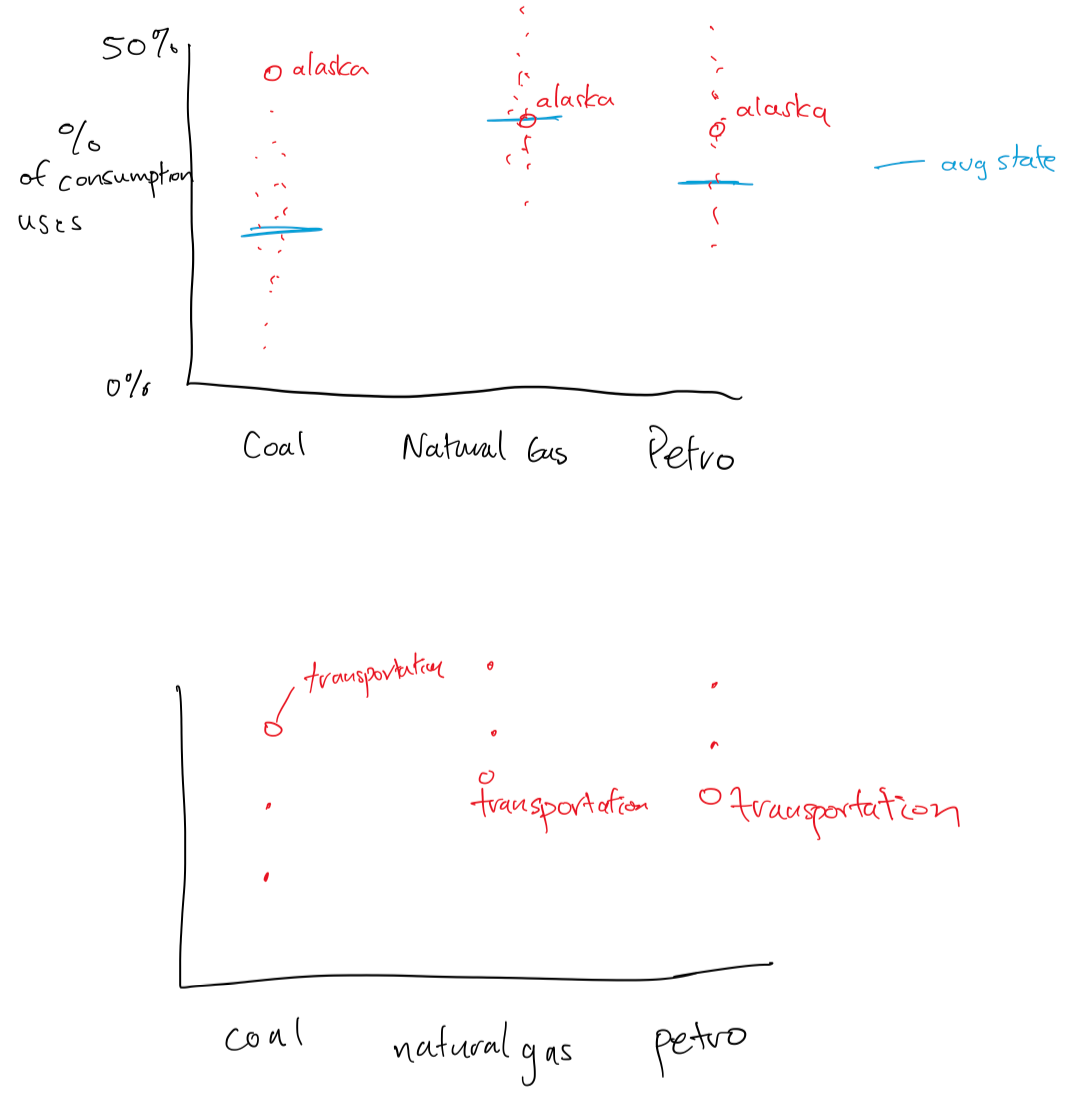 50%
alaska
alaska
alaska
%
of consumption
uses
avg state
0%
Coal
Natural Gas
Petro
transportation
transportation
transportation
coal
natural gas
petro